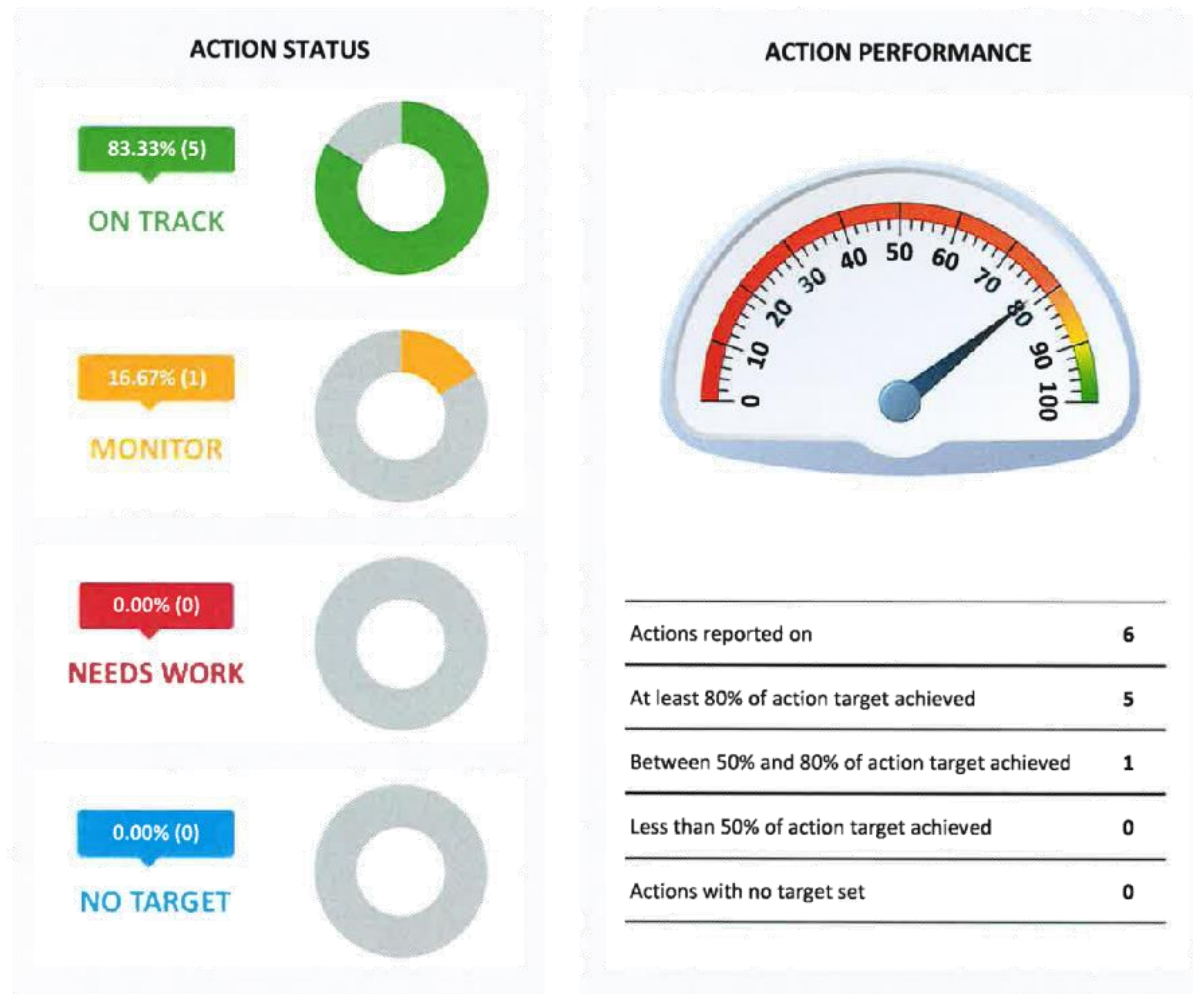 ACTION STATUS
83.33% (5)
ON TRACK
16.67% (1)
MONITOR
0.00% (0)
NEEDS WORK
0.00% (0)
NO TARGET
ACTION PERFORMANCE
0
10
20
30
40
50
60
70
80
90
100
Actions reported on 6
At least 80% of action target achieved 5
Between 50% and 80% of action target achieved 1
Less than 50% of action target achieved 0
Actions with no target set 0